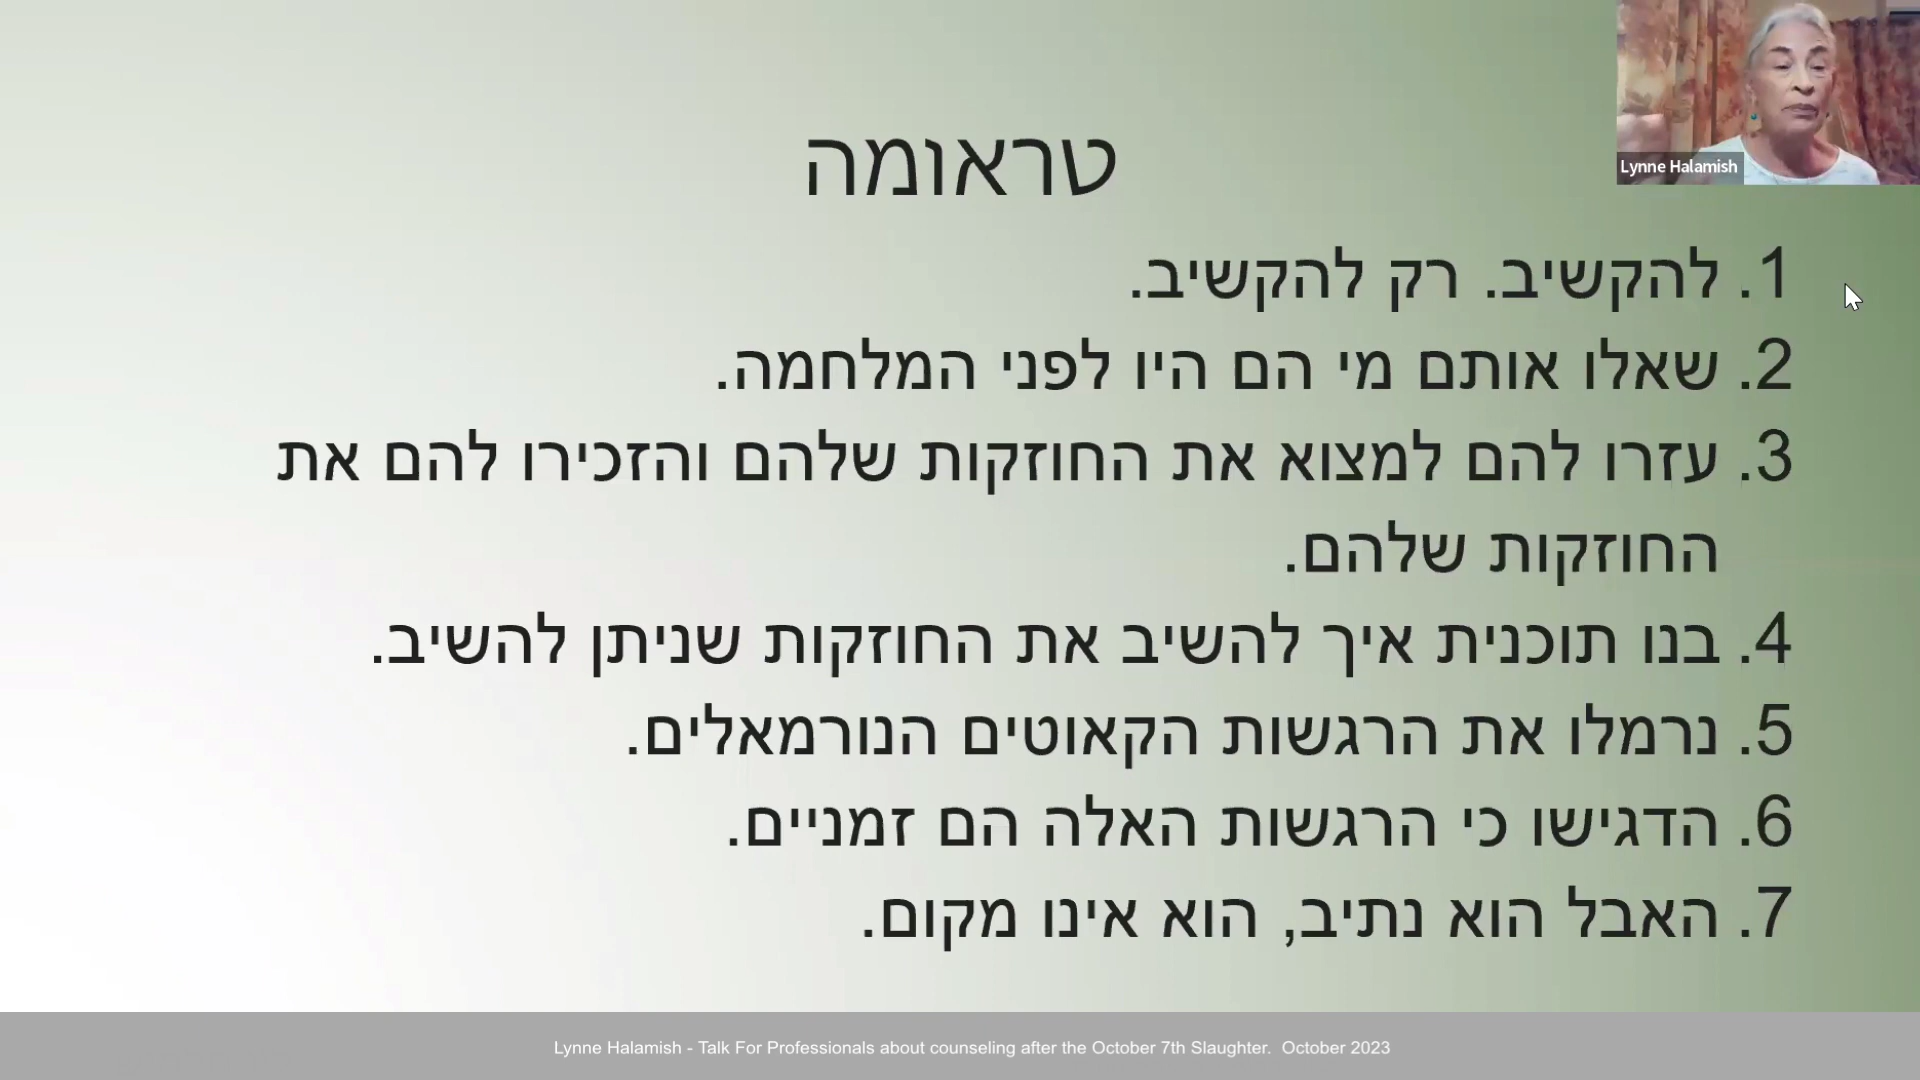 Lynne Halamish
טראומה
1. להקשיב. רק להקשיב.
2. שאלו אותם מי הם היו לפני המלחמה.
3. עזרו להם למצוא את החוזקות שלהם והזכירו להם את
החוזקות שלהם.
4. בנו תוכנית איך להשיב את החוזקות שניתן להשיב.
5. נרמלו את הרגשות הקאוטים הנורמאלים.
6. הדגישו כי הרגשות האלה הם זמניים.
7. האבל הוא נתיב, הוא אינו מקום.
Lynne Halamish - Talk For Professionals about counseling after the October 7th Slaughter.  October 2023